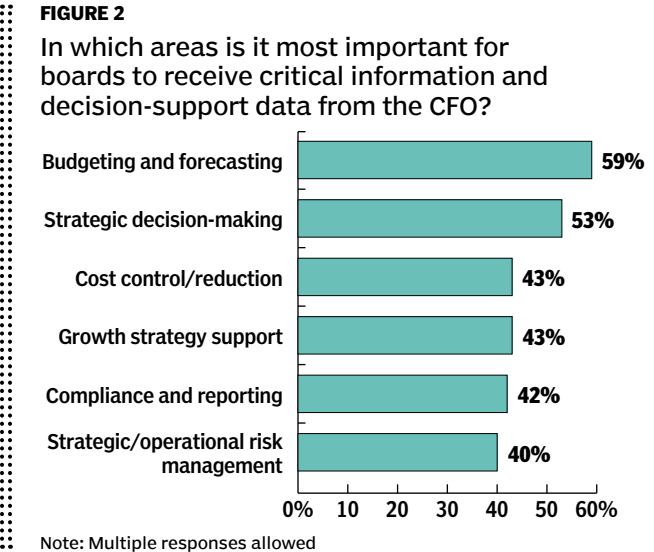 FIGURE 2
In which areas is it most important for
boards to receive critical information and
decision-support data from the CFO?
Budgeting and forecasting 59%
Strategic decision-making 53%
Cost control/reduction 43%
Growth strategy support 43%
Compliance and reporting 42%
Strategic/operational risk
management 40%
0% 10 20 30 40 50 60%
Note: Multiple responses allowed